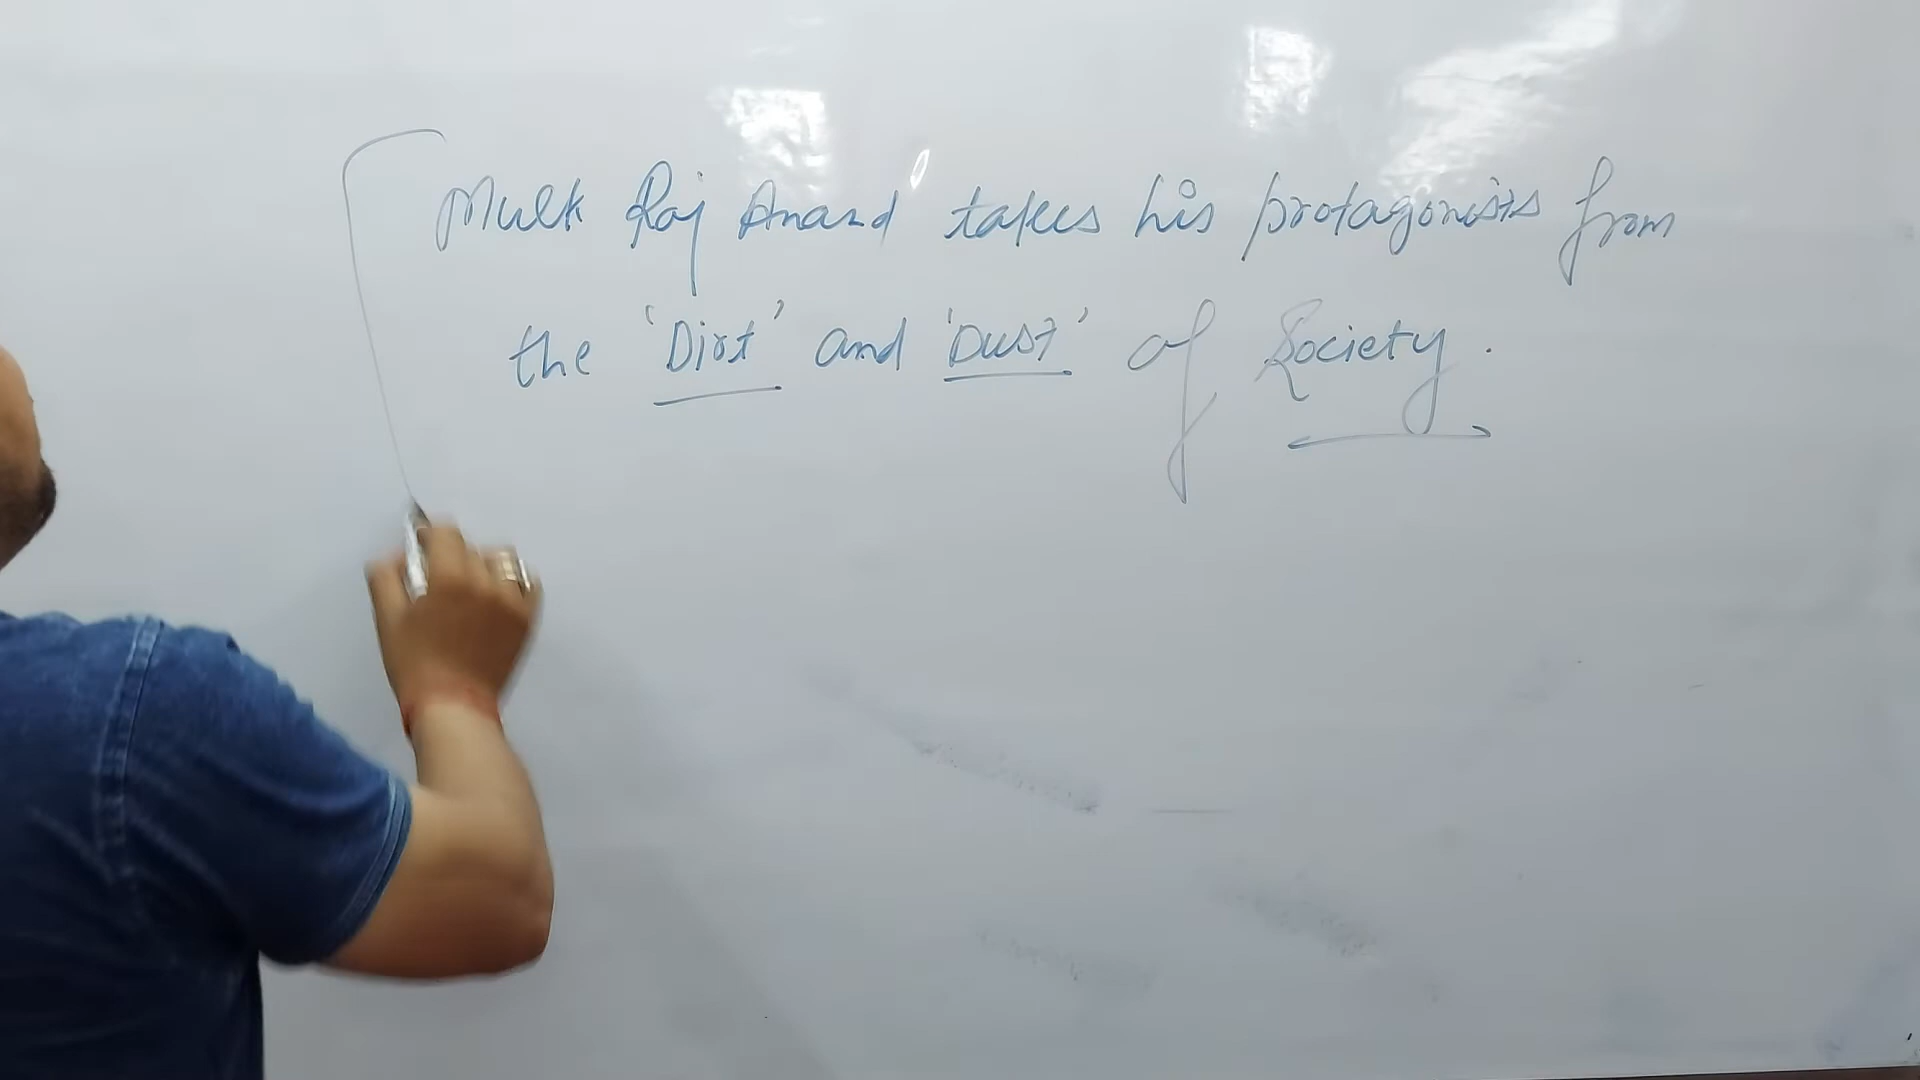 Mulk Raj Anand takes his protagonists from
the 'Dirt' and 'Dust' of Society.